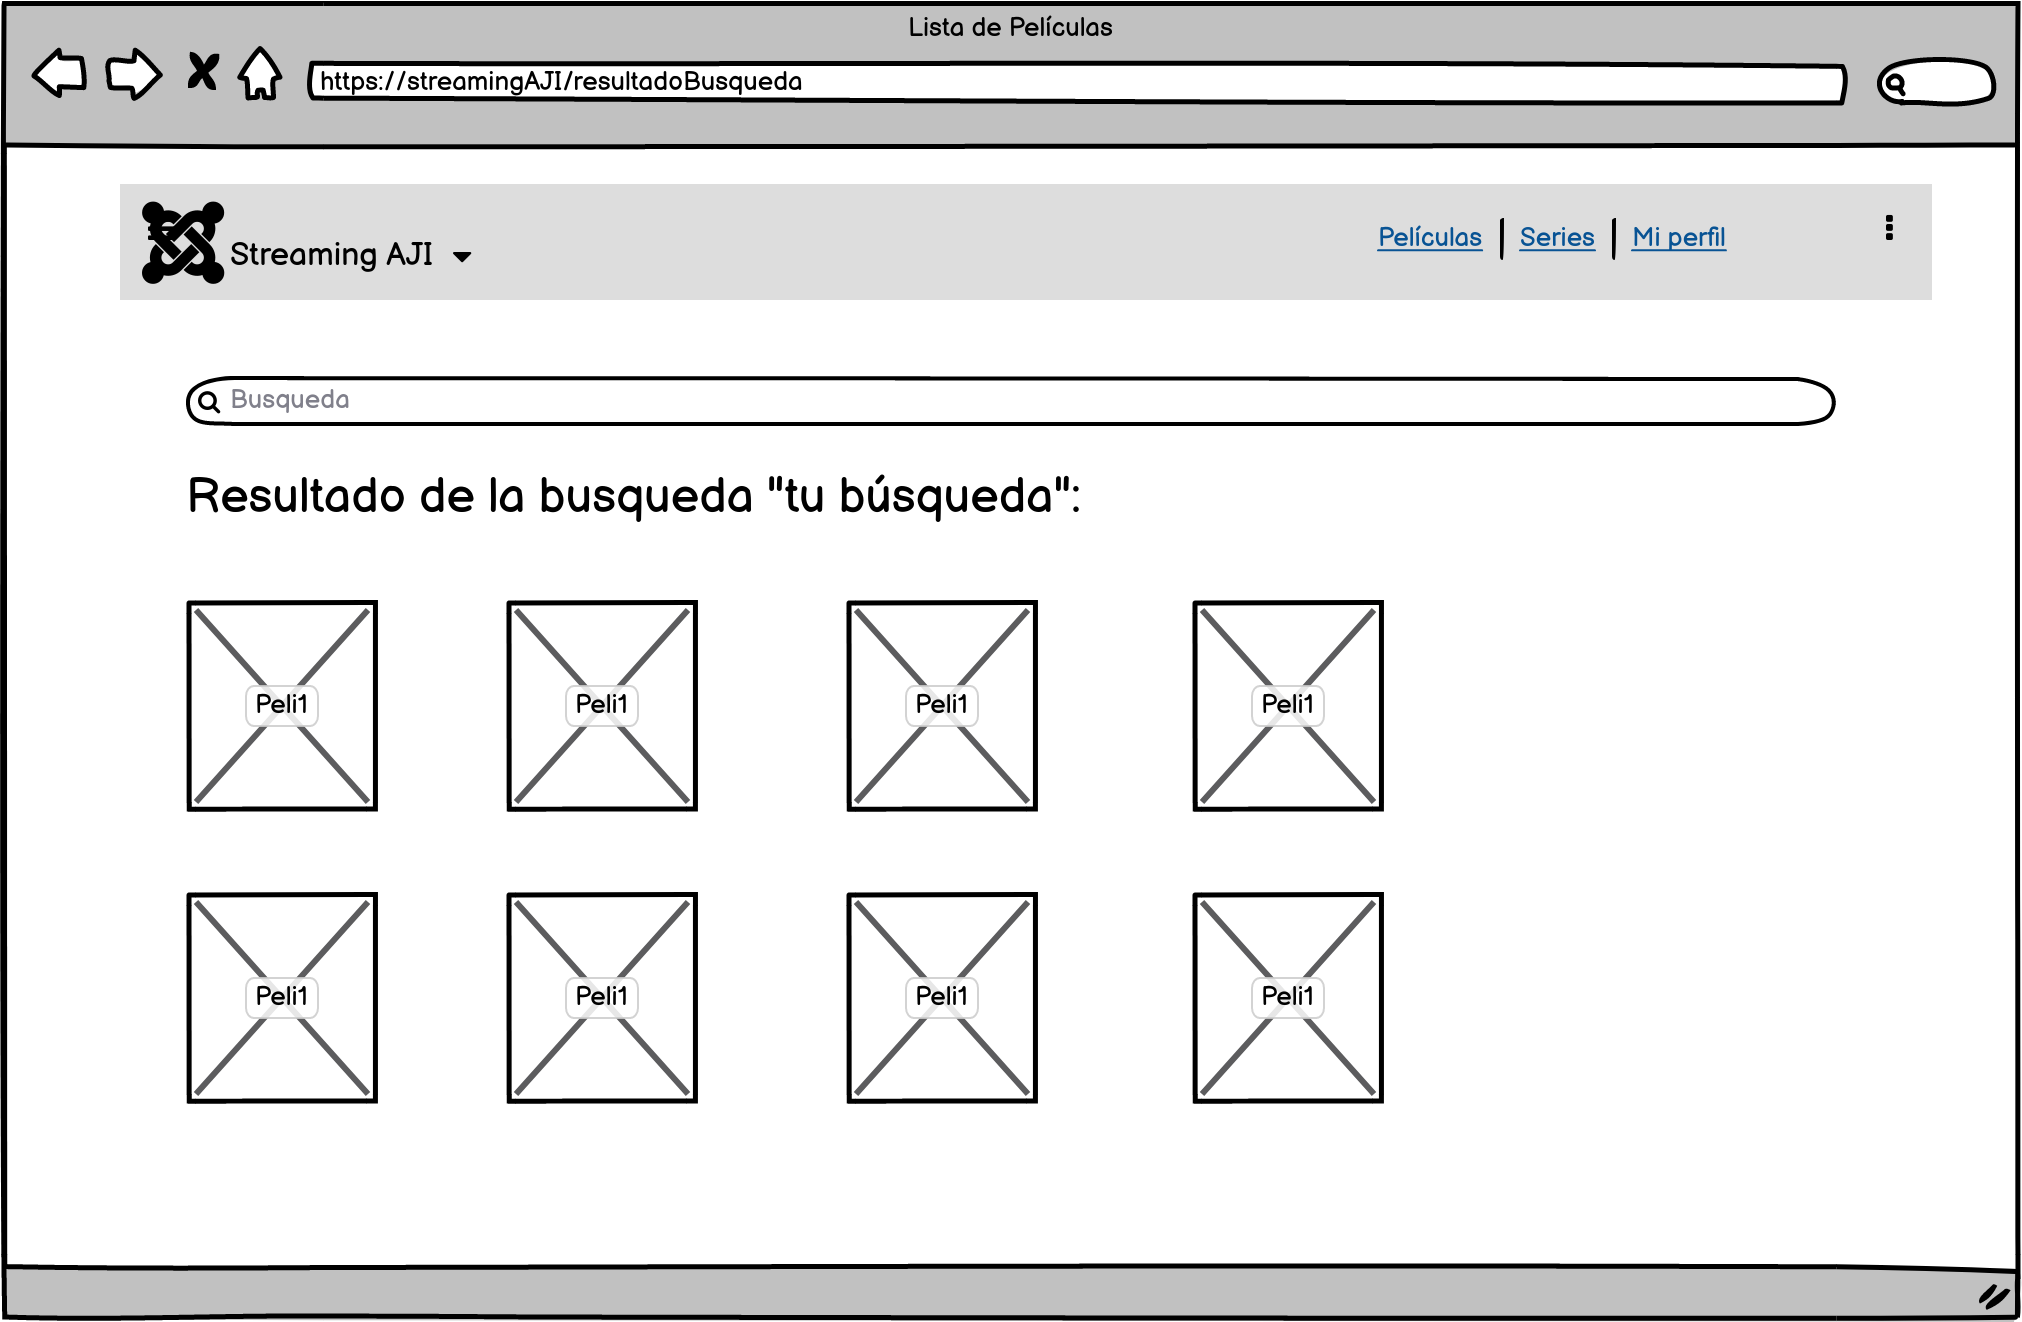 Lista de Películas
https://streamingAJI/resultadoBusqueda
Streaming AJI
Películas | Series | Mi perfil
Busqueda
Resultado de la busqueda "tu búsqueda":
Peli1 Peli1 Peli1 Peli1
Peli1 Peli1 Peli1 Peli1